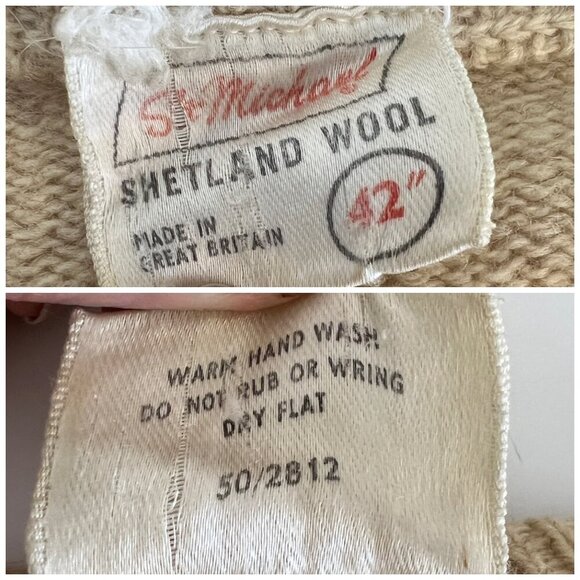 St Michael
SHETLAND WOOL
MADE IN
GREAT BRITAIN
42"
WARM HAND WASH
DO NOT RUB OR WRING
DRY FLAT
50/2812